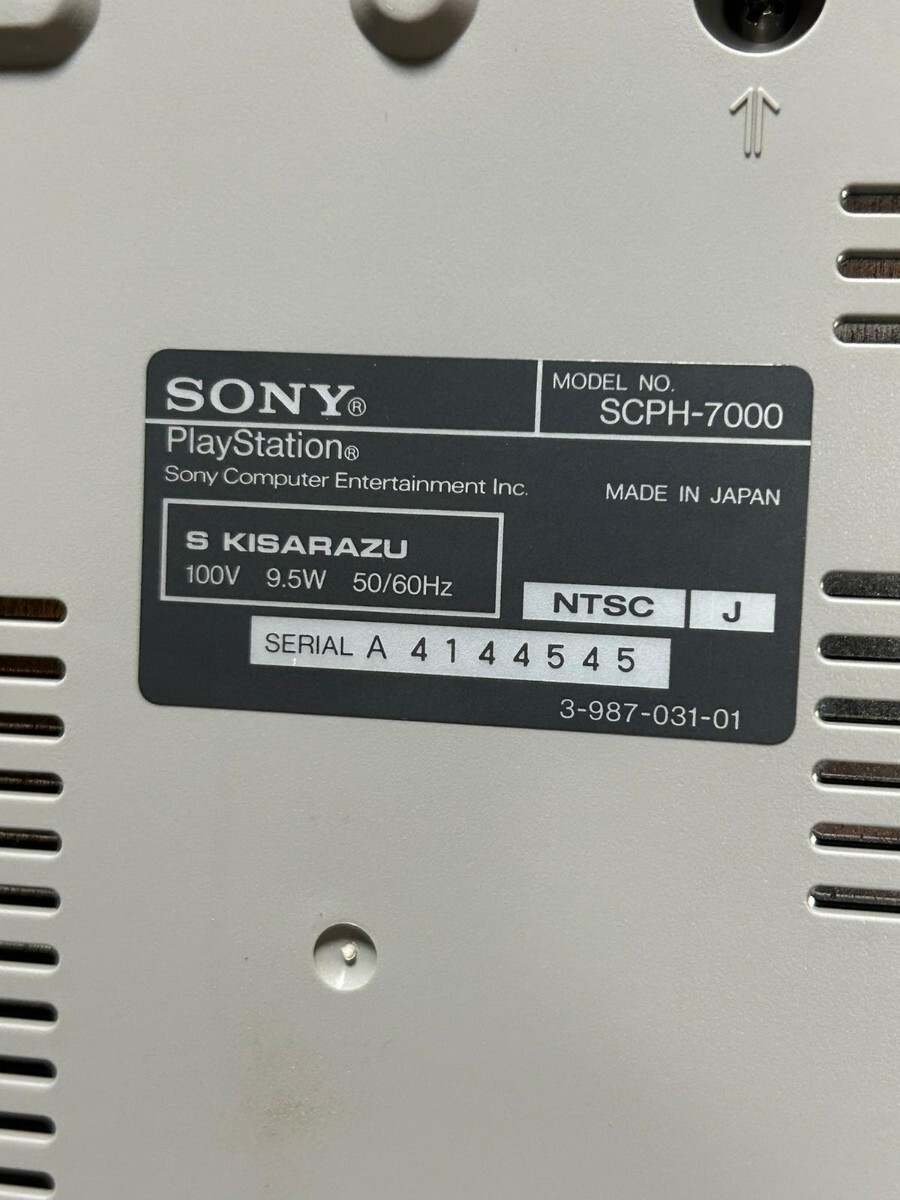 SONY®
MODEL NO.
SCPH-7000
PlayStation®
Sony Computer Entertainment Inc.
MADE IN JAPAN
S KISARAZU
100V 9.5W 50/60Hz
NTSC J
SERIAL A 4144545
3-987-031-01